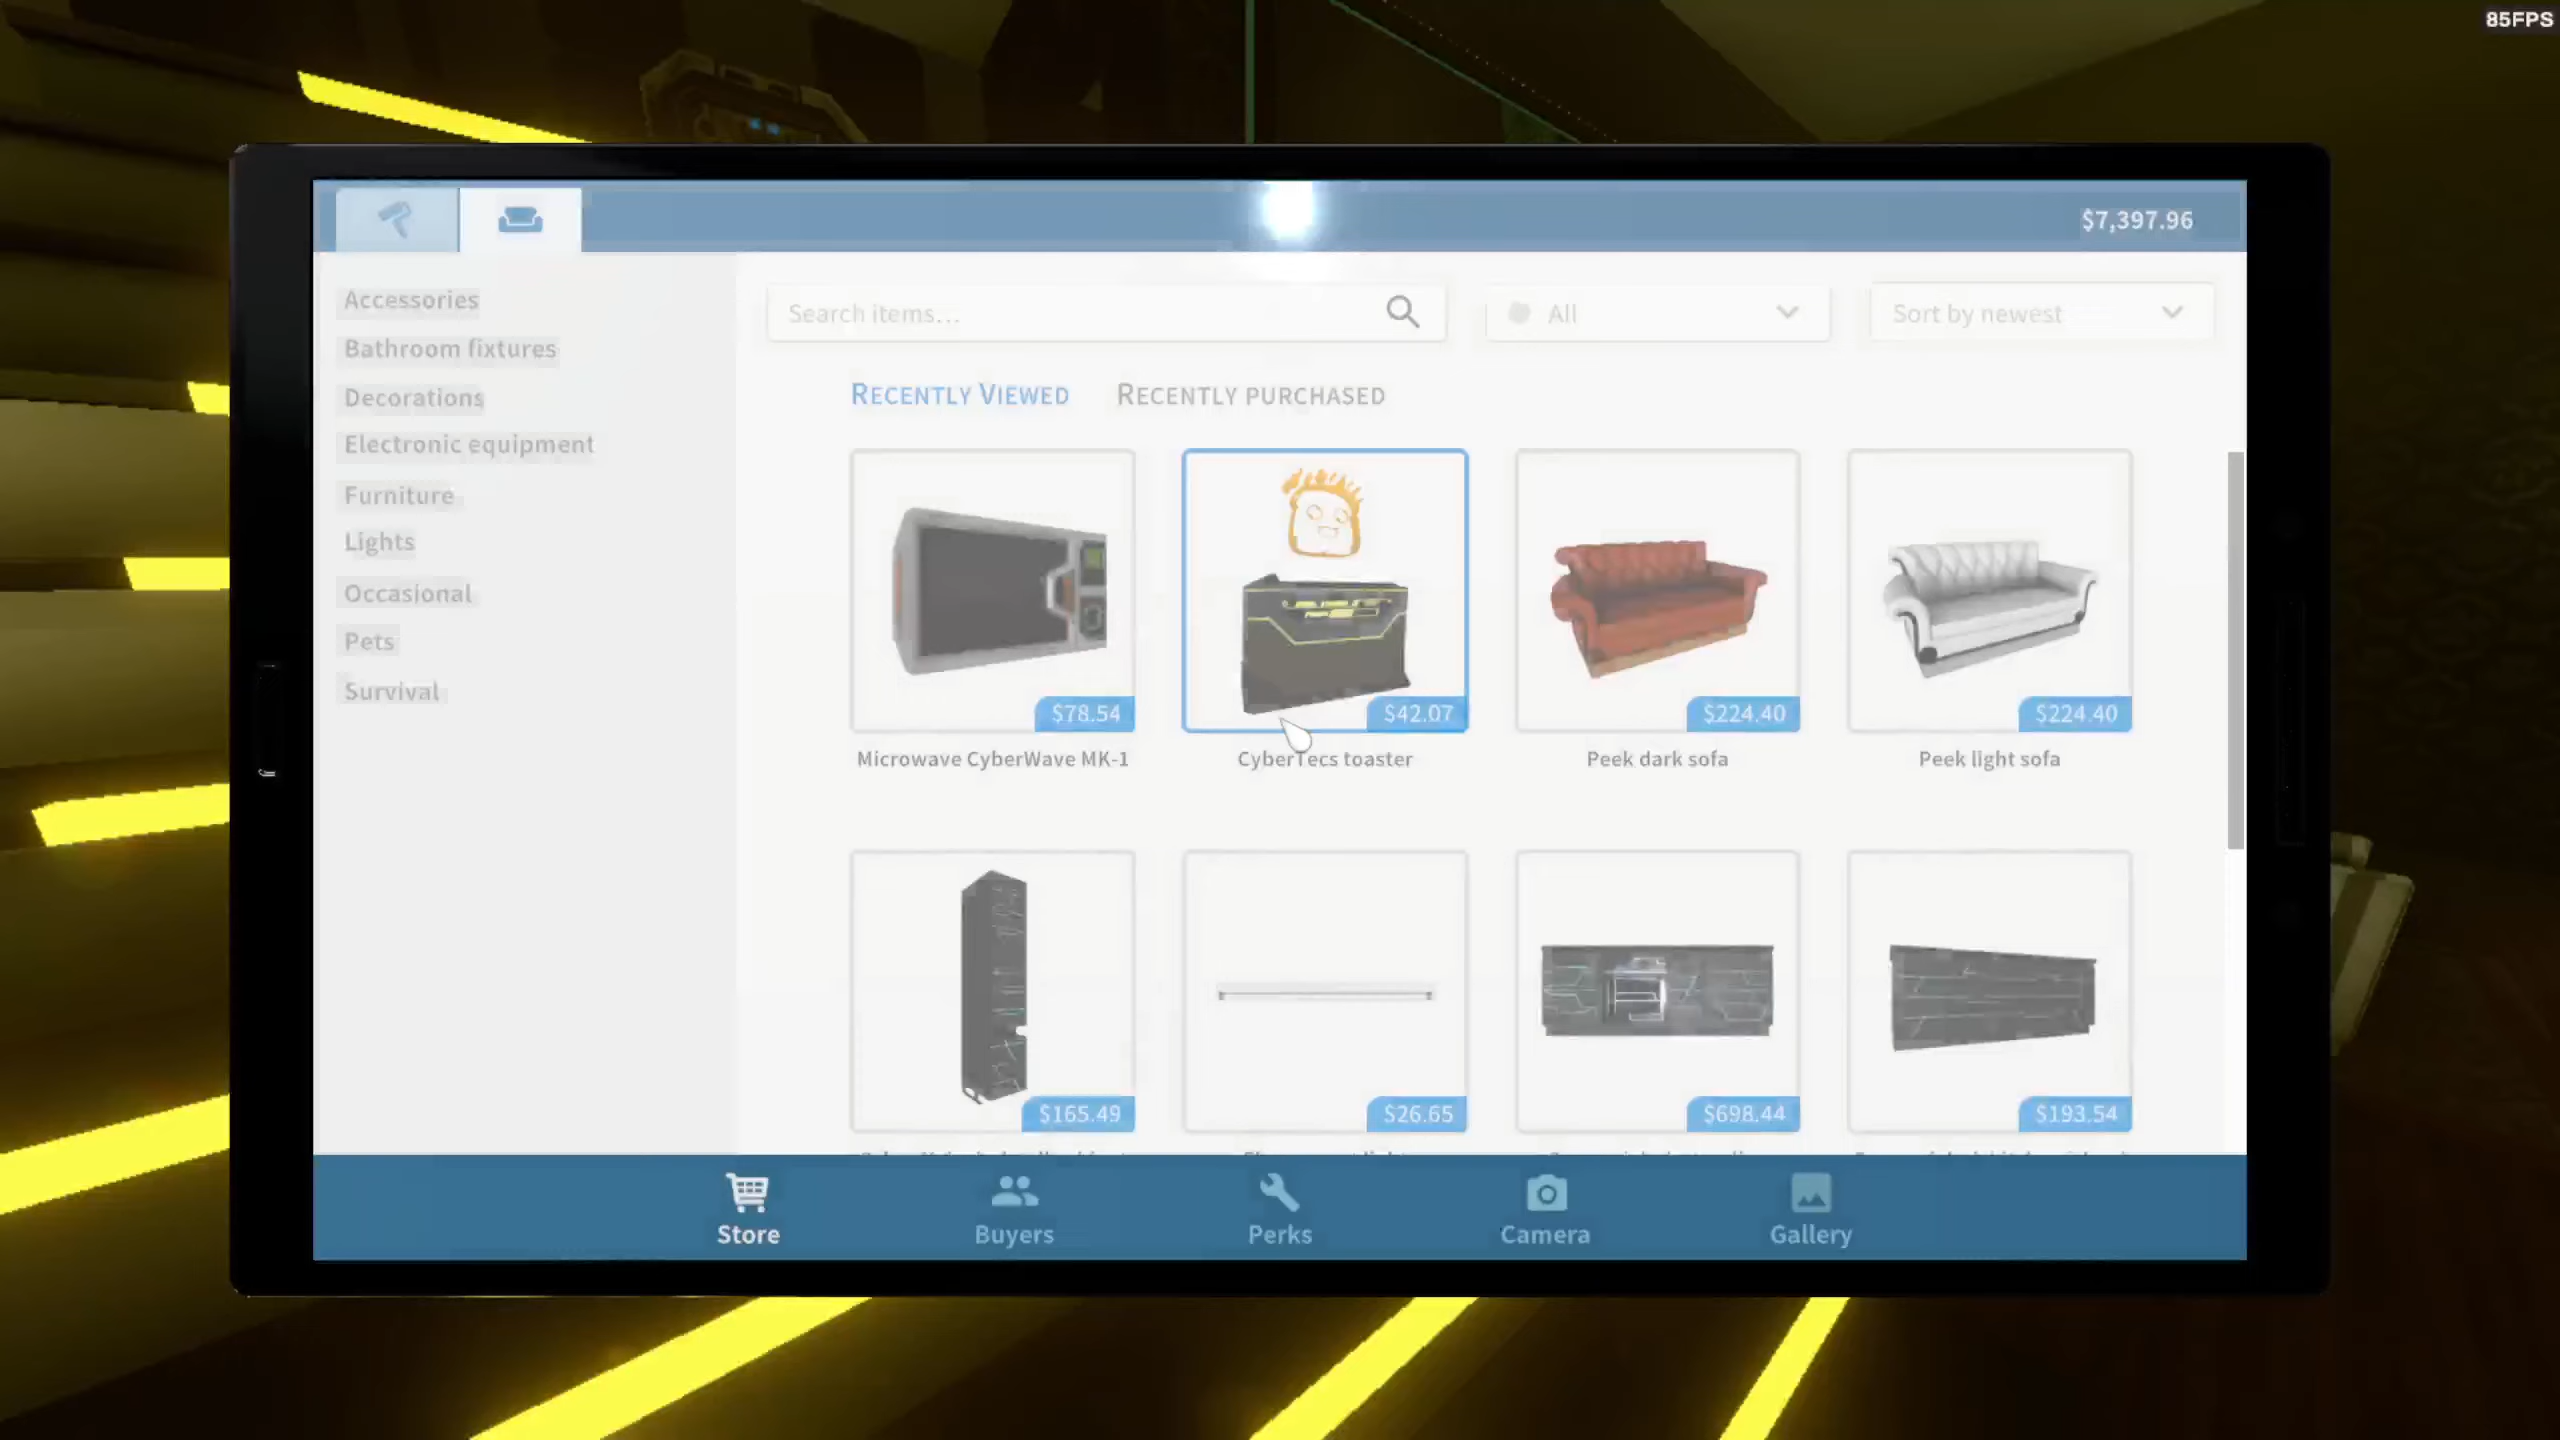 85FPS
$7,397.96
Accessories
Bathroom fixtures
Decorations
Electronic equipment
Furniture
Lights
Occasional
Pets
Survival
Search items...
All
Sort by newest
RECENTLY VIEWED
RECENTLY PURCHASED
$78.54
$42.07
$224.40
$224.40
Microwave CyberWave MK-1
CyberTecs toaster
Peek dark sofa
Peek light sofa
$165.49
$26.65
$698.44
$193.54
Store
Buyers
Perks
Camera
Gallery